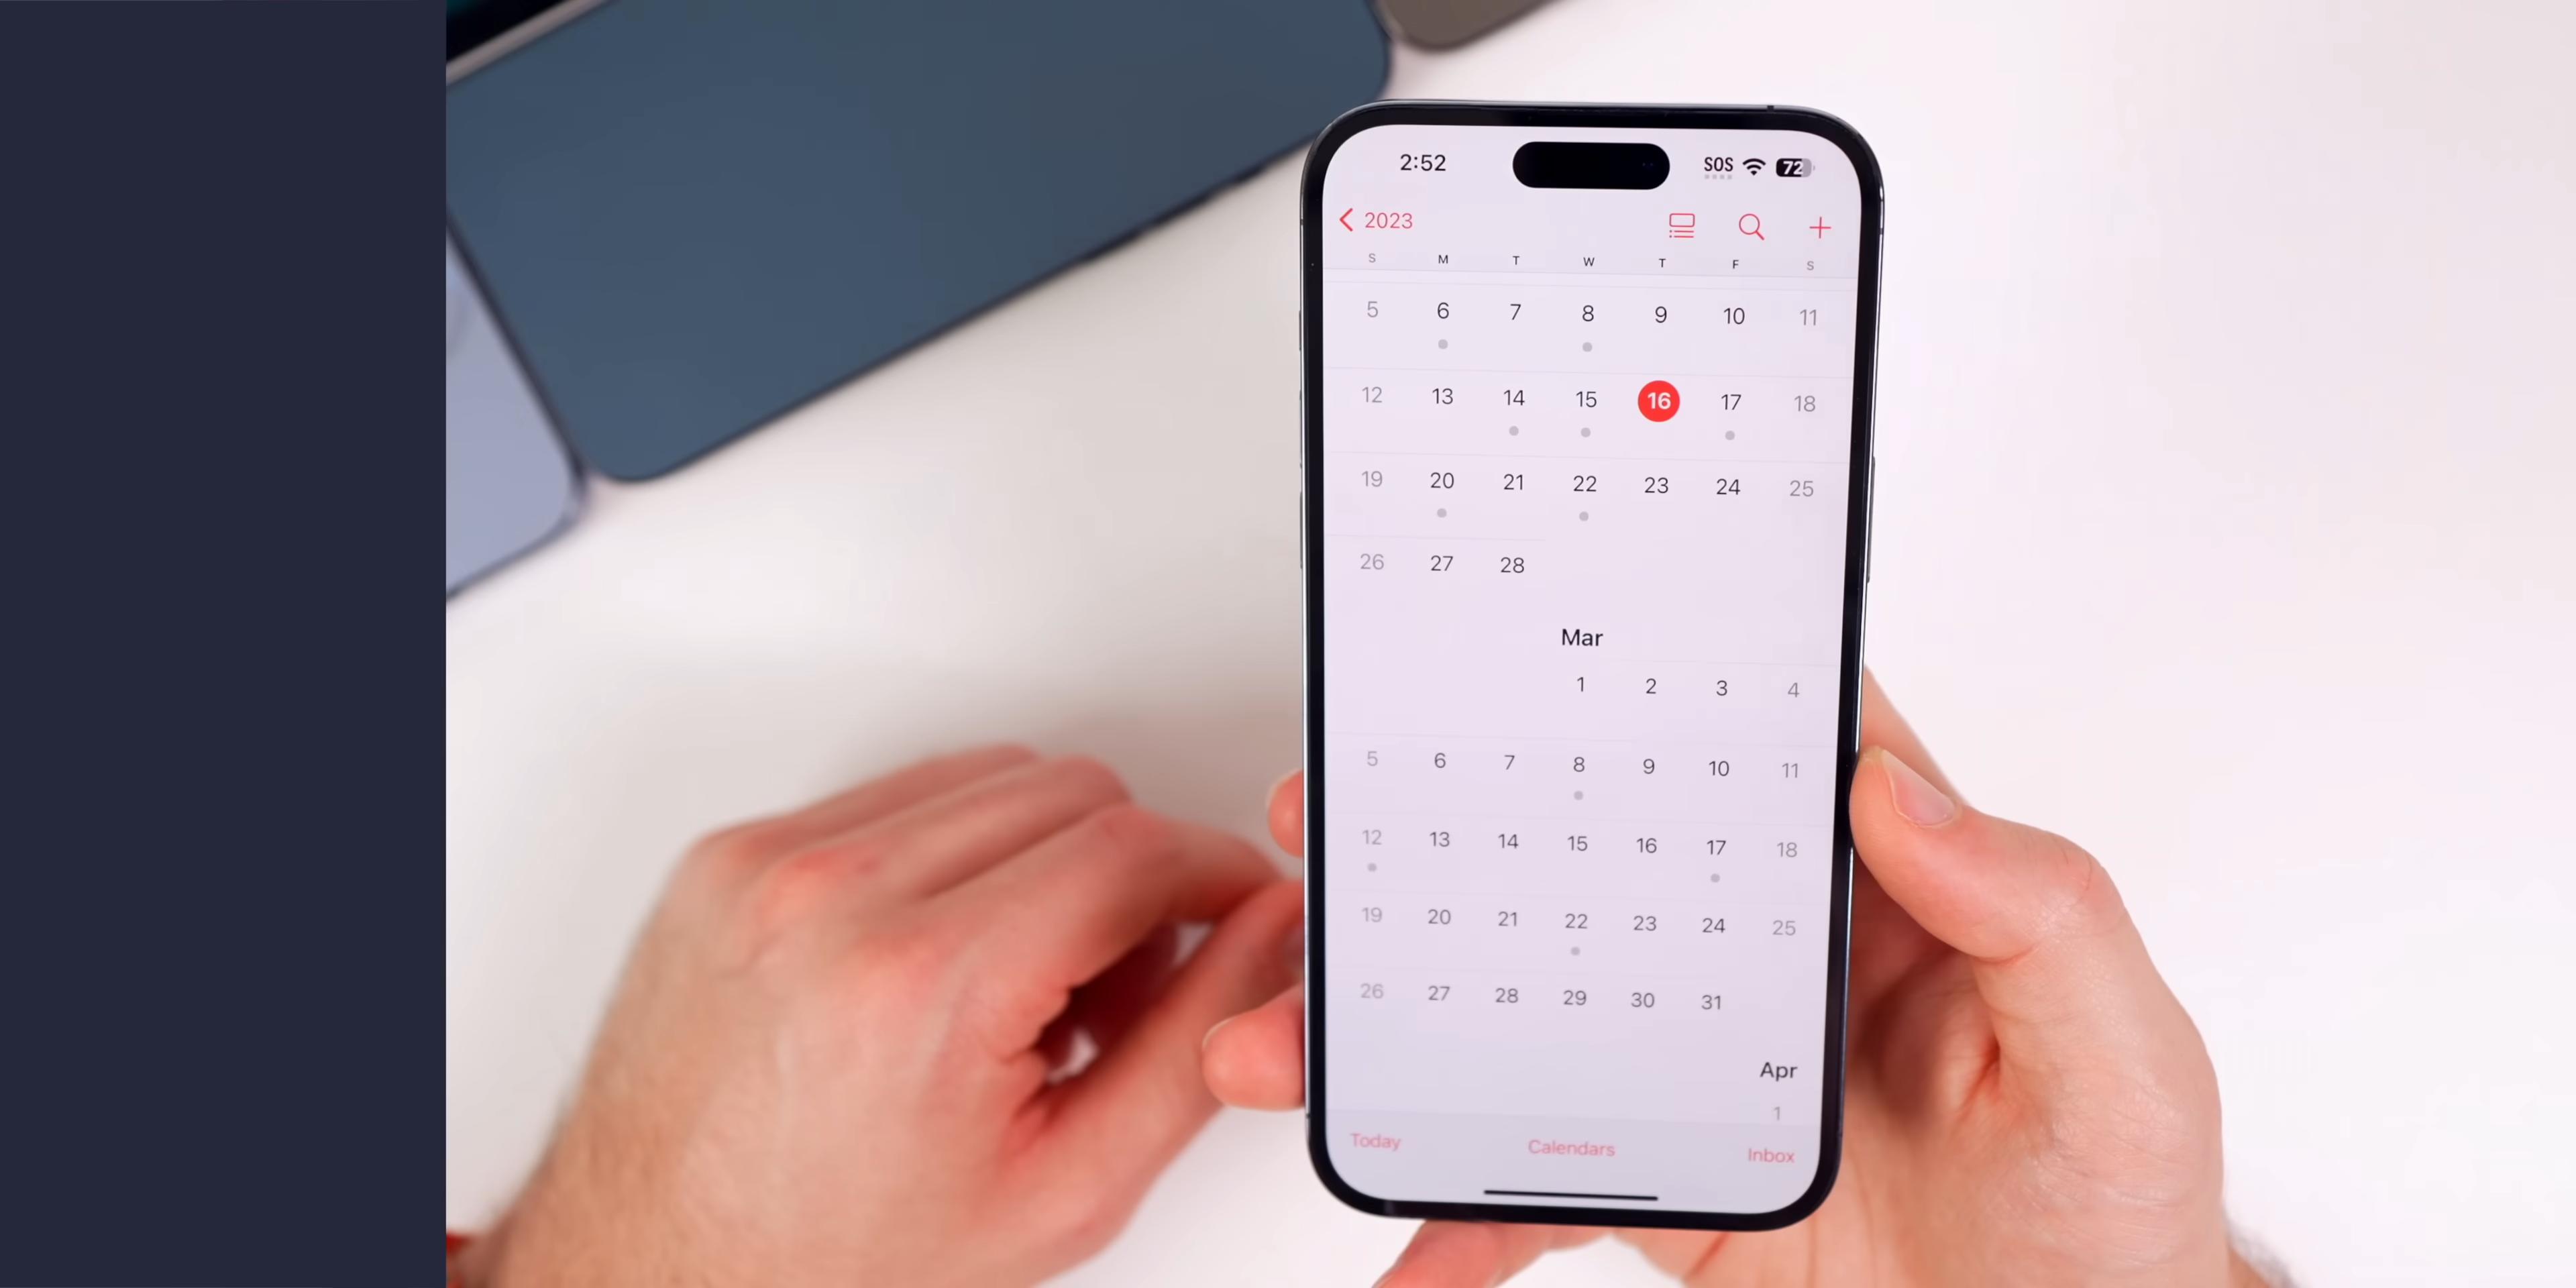 2:52 SOS 72
2023
S M T W T F S
5 6 7 8 9 10 11
12 13 14 15 16 17 18
19 20 21 22 23 24 25
26 27 28
Mar
1 2 3 4
5 6 7 8 9 10 11
12 13 14 15 16 17 18
19 20 21 22 23 24 25
26 27 28 29 30 31
Apr
1
Today Calendars Inbox